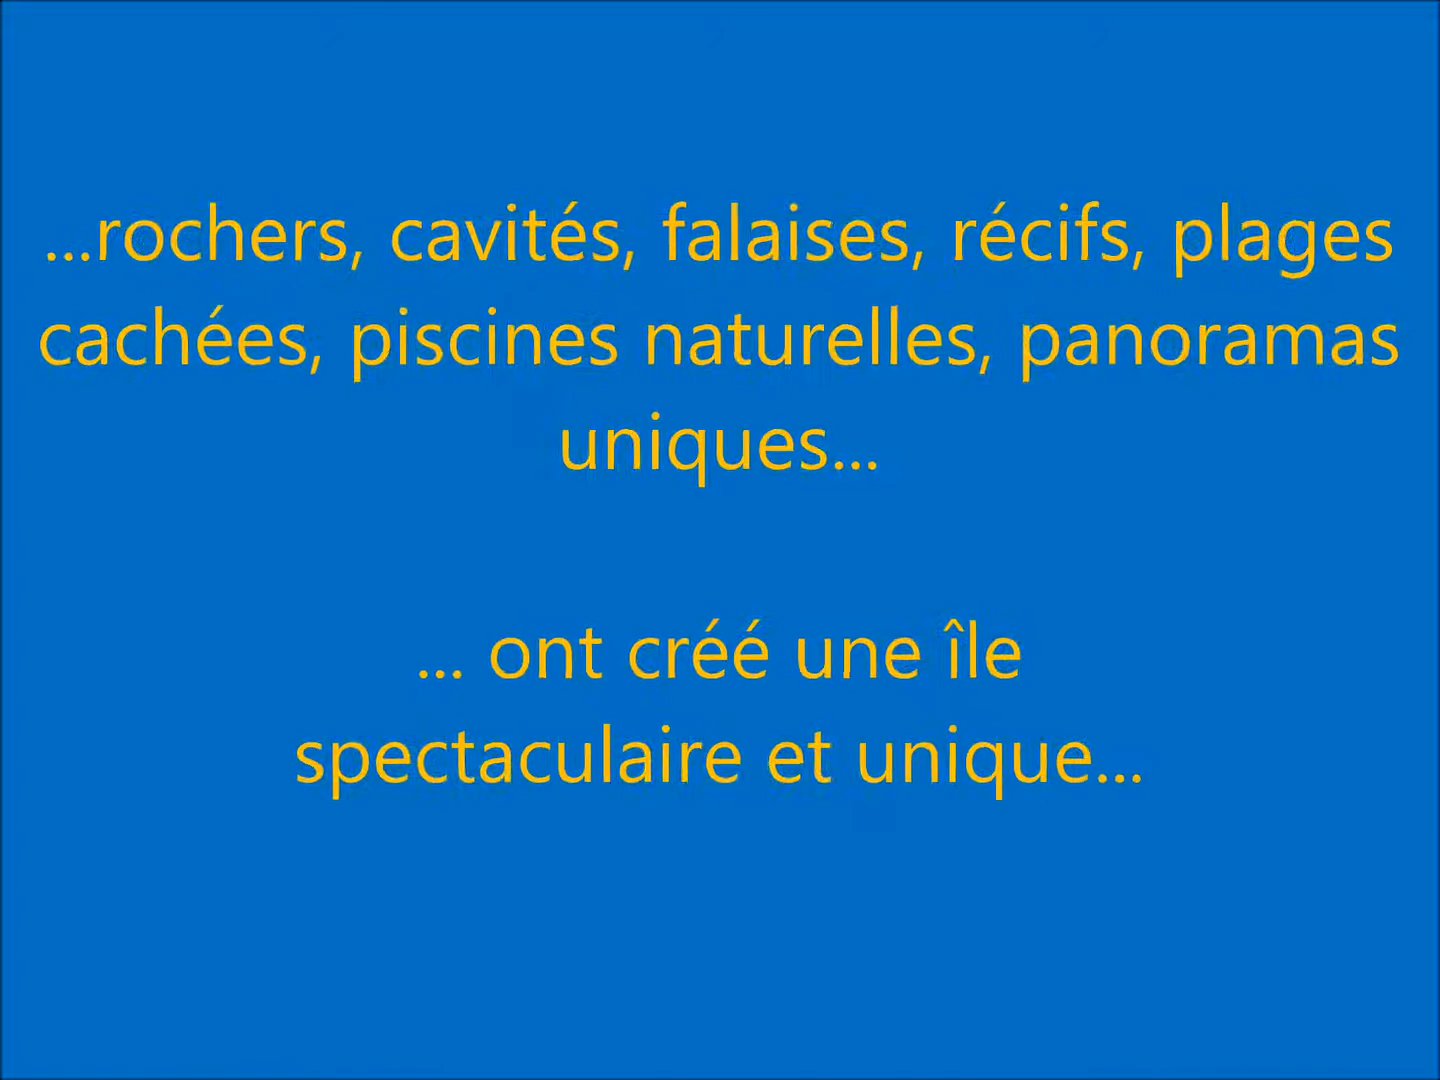 ...rochers, cavités, falaises, récifs, plages
cachées, piscines naturelles, panoramas
uniques...
... ont créé une île
spectaculaire et unique...